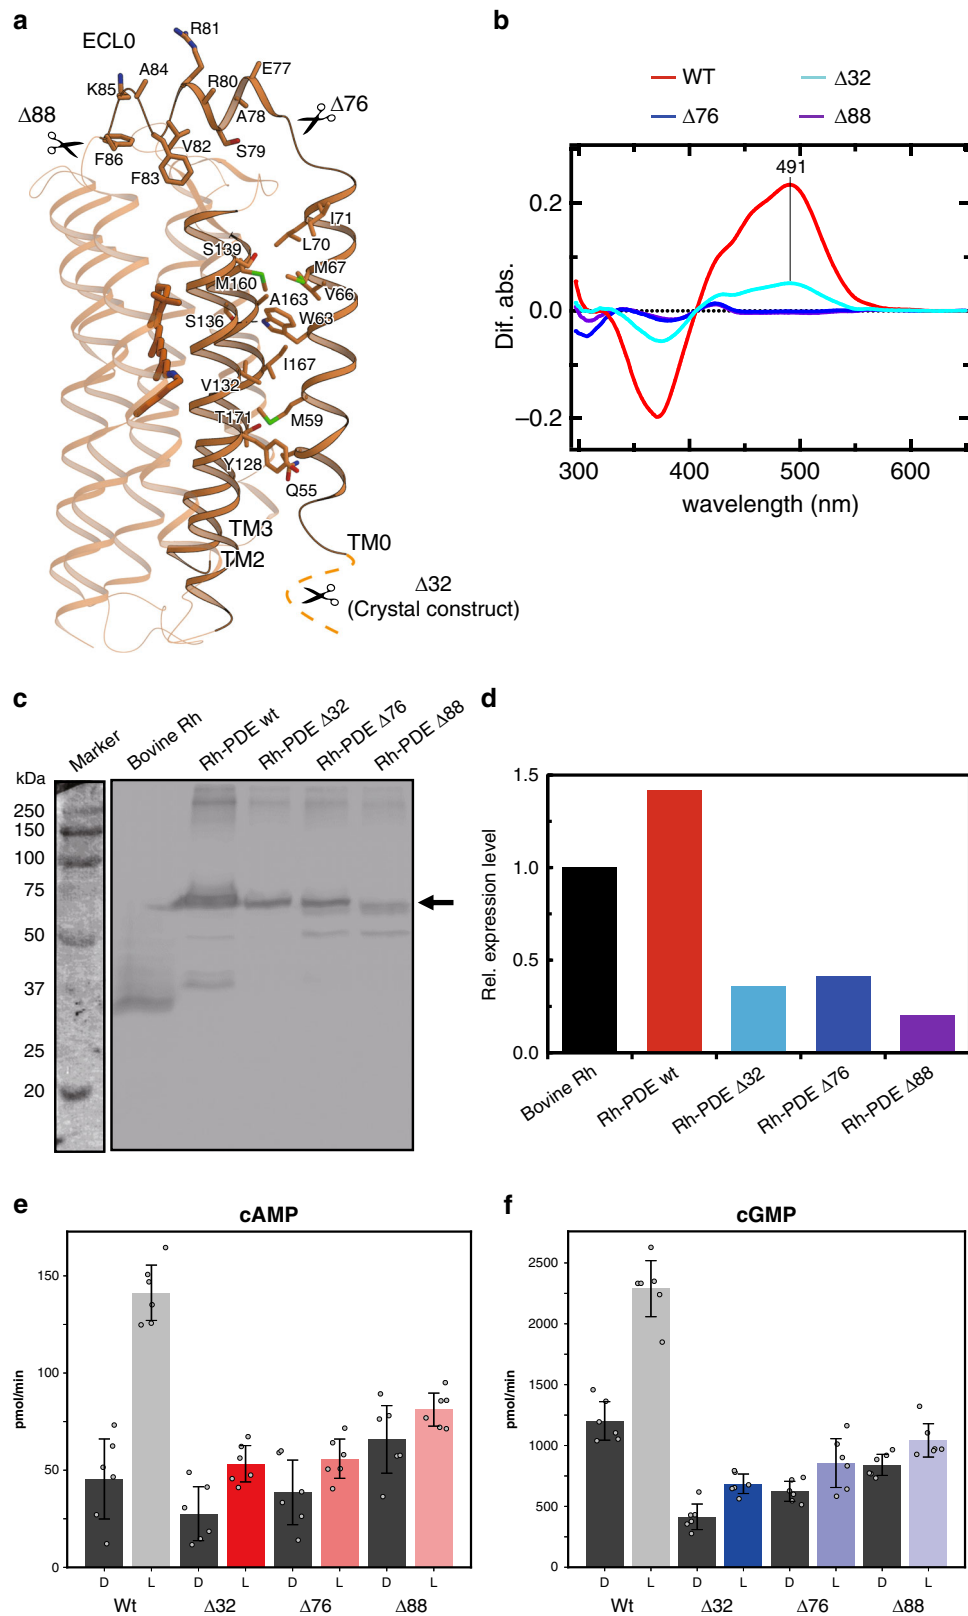 a
ECL0
R81
A84
K85
E77
R80
A78
Δ88
Δ76
S79
V82
F86
F83
I71
L70
S139
M67
M160
V66
A163
S136
W63
I167
V132
T171
M59
Y128
Q55
TM3
TM0
TM2
Δ32
(Crystal construct)
b
WT
Δ32
Δ76
Δ88
491
0.2
0.0
−0.2
Dif. abs.
300
400
500
600
wavelength (nm)
c
Marker
Bovine Rh
Rh-PDE wt
Rh-PDE Δ32
Rh-PDE Δ76
Rh-PDE Δ88
kDa
250
150
100
75
50
37
25
20
d
Rel. expression level
1.5
1.0
0.5
0.0
Bovine Rh
Rh-PDE wt
Rh-PDE Δ32
Rh-PDE Δ76
Rh-PDE Δ88
e
cAMP
pmol/min
150
100
50
0
D L D L D L D L
Wt Δ32 Δ76 Δ88
f
cGMP
pmol/min
2500
2000
1500
1000
500
0
D L D L D L D L
Wt Δ32 Δ76 Δ88